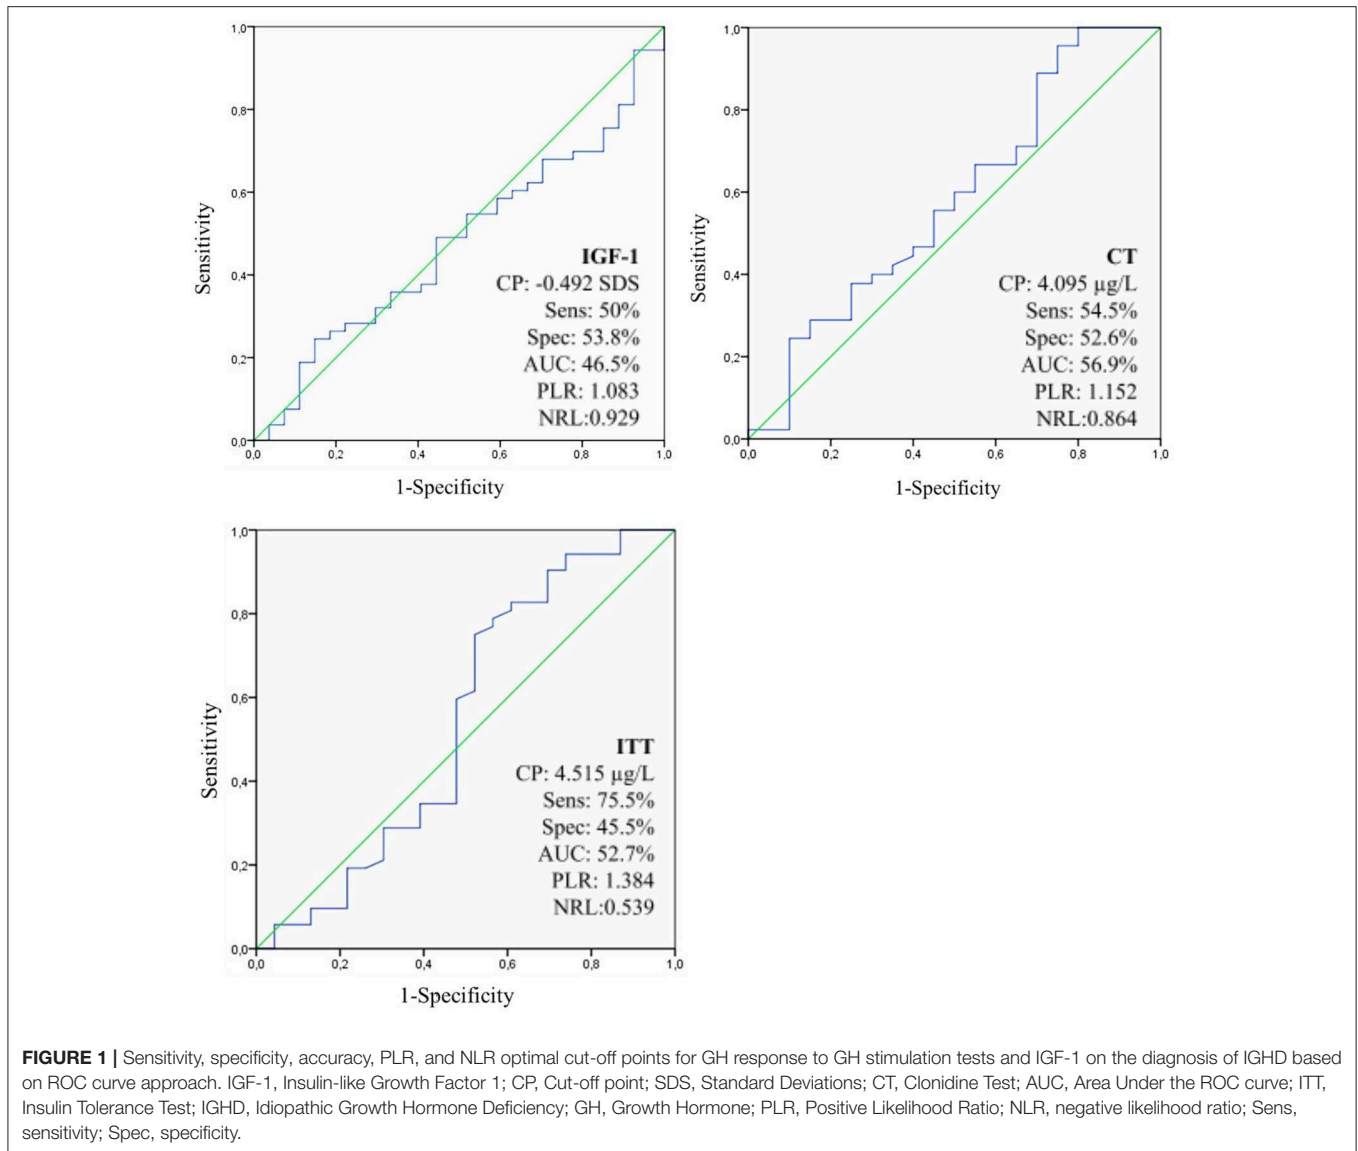 1,0
0,8
0,6
0,4
0,2
0,0
Sensitivity
IGF-1
CP: -0.492 SDS
Sens: 50%
Spec: 53.8%
AUC: 46.5%
PLR: 1.083
NRL:0.929
0,0 0,2 0,4 0,6 0,8 1,0
1-Specificity
1,0
0,8
0,6
0,4
0,2
0,0
Sensitivity
CT
CP: 4.095 µg/L
Sens: 54.5%
Spec: 52.6%
AUC: 56.9%
PLR: 1.152
NRL:0.864
0,0 0,2 0,4 0,6 0,8 1,0
1-Specificity
1,0
0,8
0,6
0,4
0,2
0,0
Sensitivity
ITT
CP: 4.515 µg/L
Sens: 75.5%
Spec: 45.5%
AUC: 52.7%
PLR: 1.384
NRL:0.539
0,0 0,2 0,4 0,6 0,8 1,0
1-Specificity
FIGURE 1 | Sensitivity, specificity, accuracy, PLR, and NLR optimal cut-off points for GH response to GH stimulation tests and IGF-1 on the diagnosis of IGHD based
on ROC curve approach. IGF-1, Insulin-like Growth Factor 1; CP, Cut-off point; SDS, Standard Deviations; CT, Clonidine Test; AUC, Area Under the ROC curve; ITT,
Insulin Tolerance Test; IGHD, Idiopathic Growth Hormone Deficiency; GH, Growth Hormone; PLR, Positive Likelihood Ratio; NLR, negative likelihood ratio; Sens,
sensitivity; Spec, specificity.